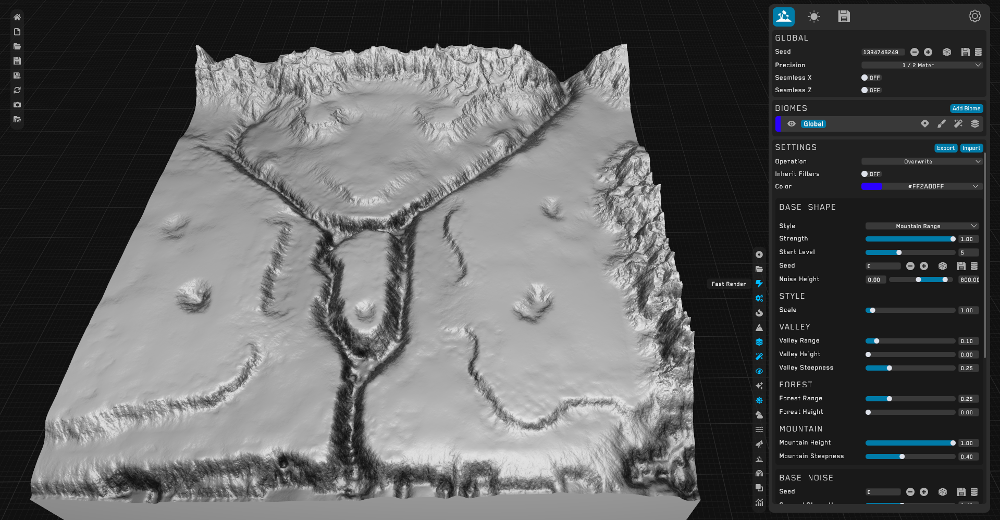 GLOBAL
Seed 1384746249
Precision 1 / 2 Meter
Seamless X OFF
Seamless Z OFF
BIOMES Add Biome
Global
SETTINGS Export Import
Operation Overwrite
Inherit Filters OFF
Color #FF2A00FF
BASE SHAPE
Style Mountain Range
Strength 1.00
Start Level 5
Seed 0
Noise Height 0.00 800.00
Fast Render
STYLE
Scale 1.00
VALLEY
Valley Range 0.10
Valley Height 0.00
Valley Steepness 0.25
FOREST
Forest Range 0.25
Forest Height 0.00
MOUNTAIN
Mountain Height 1.00
Mountain Steepness 0.40
BASE NOISE
Seed 0